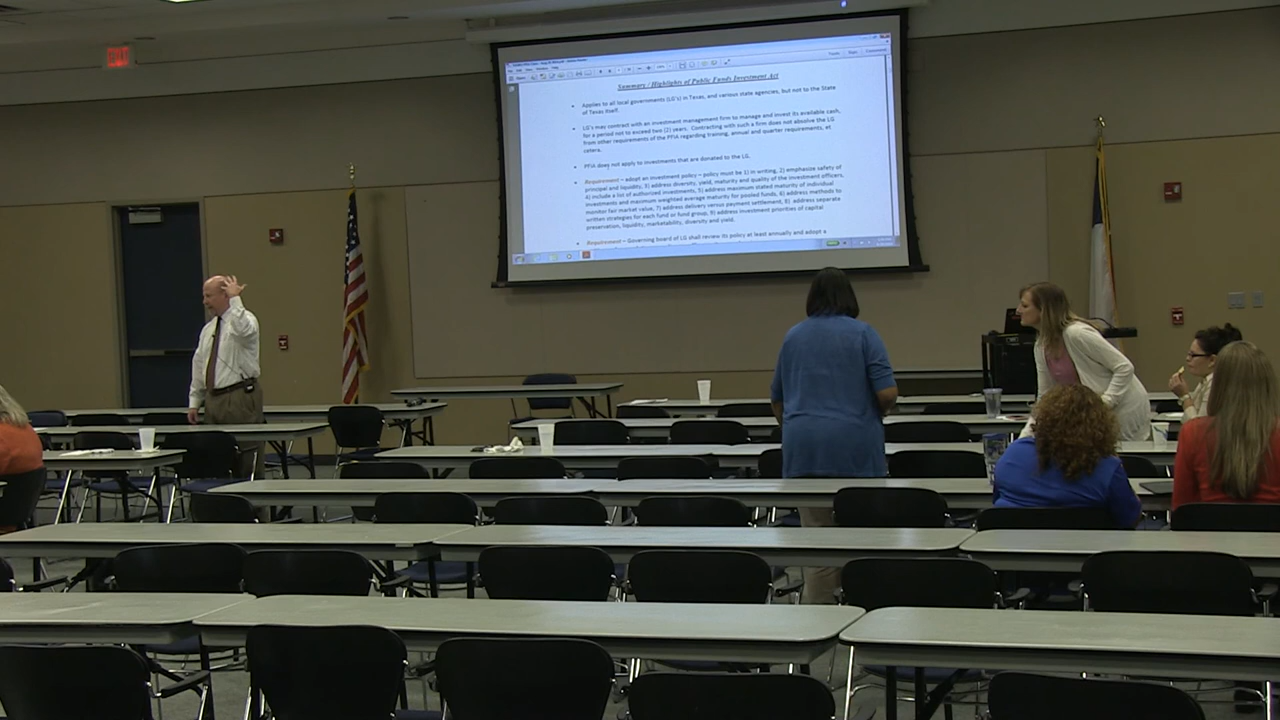 EXIT
Summary / Highlights of Public Funds Investment Act
• Applies to all local governments (LG's) in Texas, and various state agencies, but not to the State
of Texas itself.
• LG's may contract with an investment management firm to manage and invest its available cash,
for a period not to exceed two (2) years. Contracting with such a firm does not absolve the LG
from other requirements of the PFIA regarding training, annual and quarter requirements, et
cetera.
• PFIA does not apply to investments that are donated to the LG.
• Requirement – adopt an investment policy – policy must be 1) in writing, 2) emphasize safety of
principal and liquidity, 3) address diversity, yield, maturity and quality of the investment officers,
4) include a list of authorized investments, 5) address maximum stated maturity of individual
investments and maximum weighted average maturity for pooled funds, 6) address methods to
monitor fair market value, 7) address delivery versus payment settlement, 8) address separate
written strategies for each fund or fund group, 9) address investment priorities of capital
preservation, liquidity, marketability, diversity and yield.
• Requirement – Governing board of LG shall review its policy at least annually and adopt a